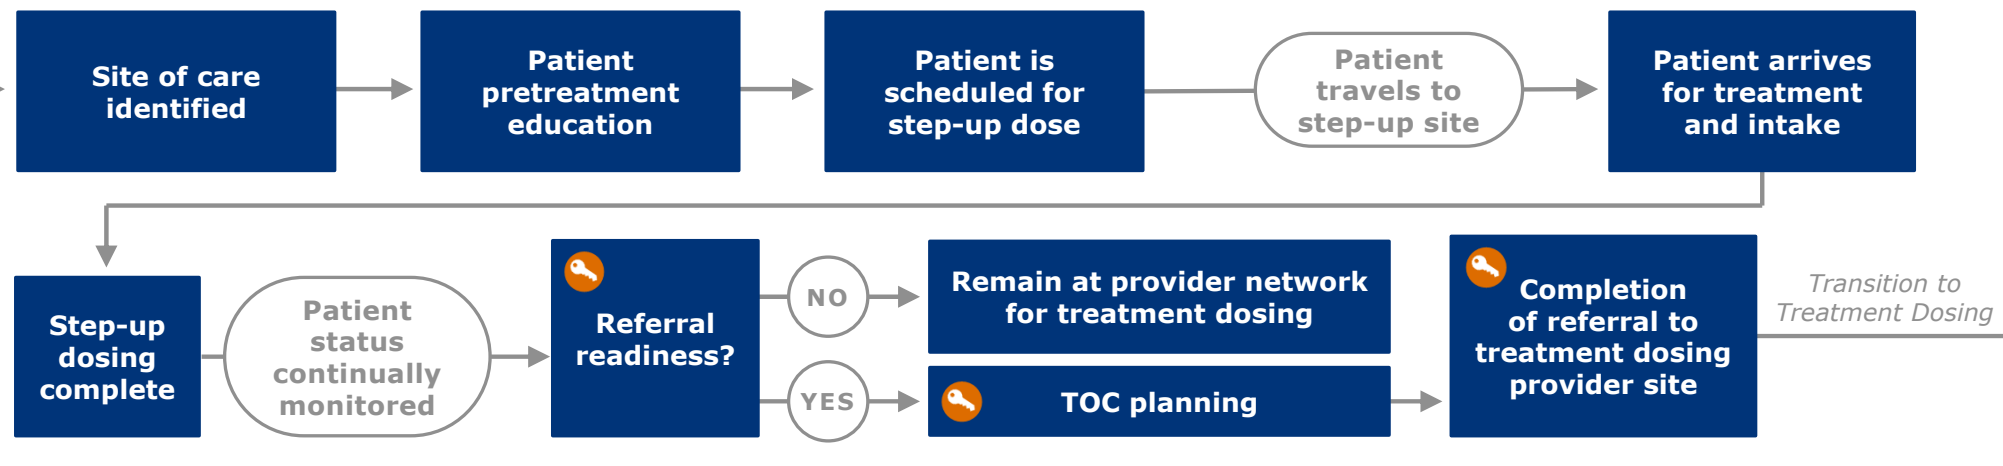 Site of care
identified
Patient
pretreatment
education
Patient is
scheduled for
step-up dose
Patient
travels to
step-up site
Patient arrives
for treatment
and intake
Step-up
dosing
complete
Patient
status
continually
monitored
Referral
readiness?
NO
Remain at provider network
for treatment dosing
YES
TOC planning
Completion
of referral to
treatment dosing
provider site
Transition to
Treatment Dosing